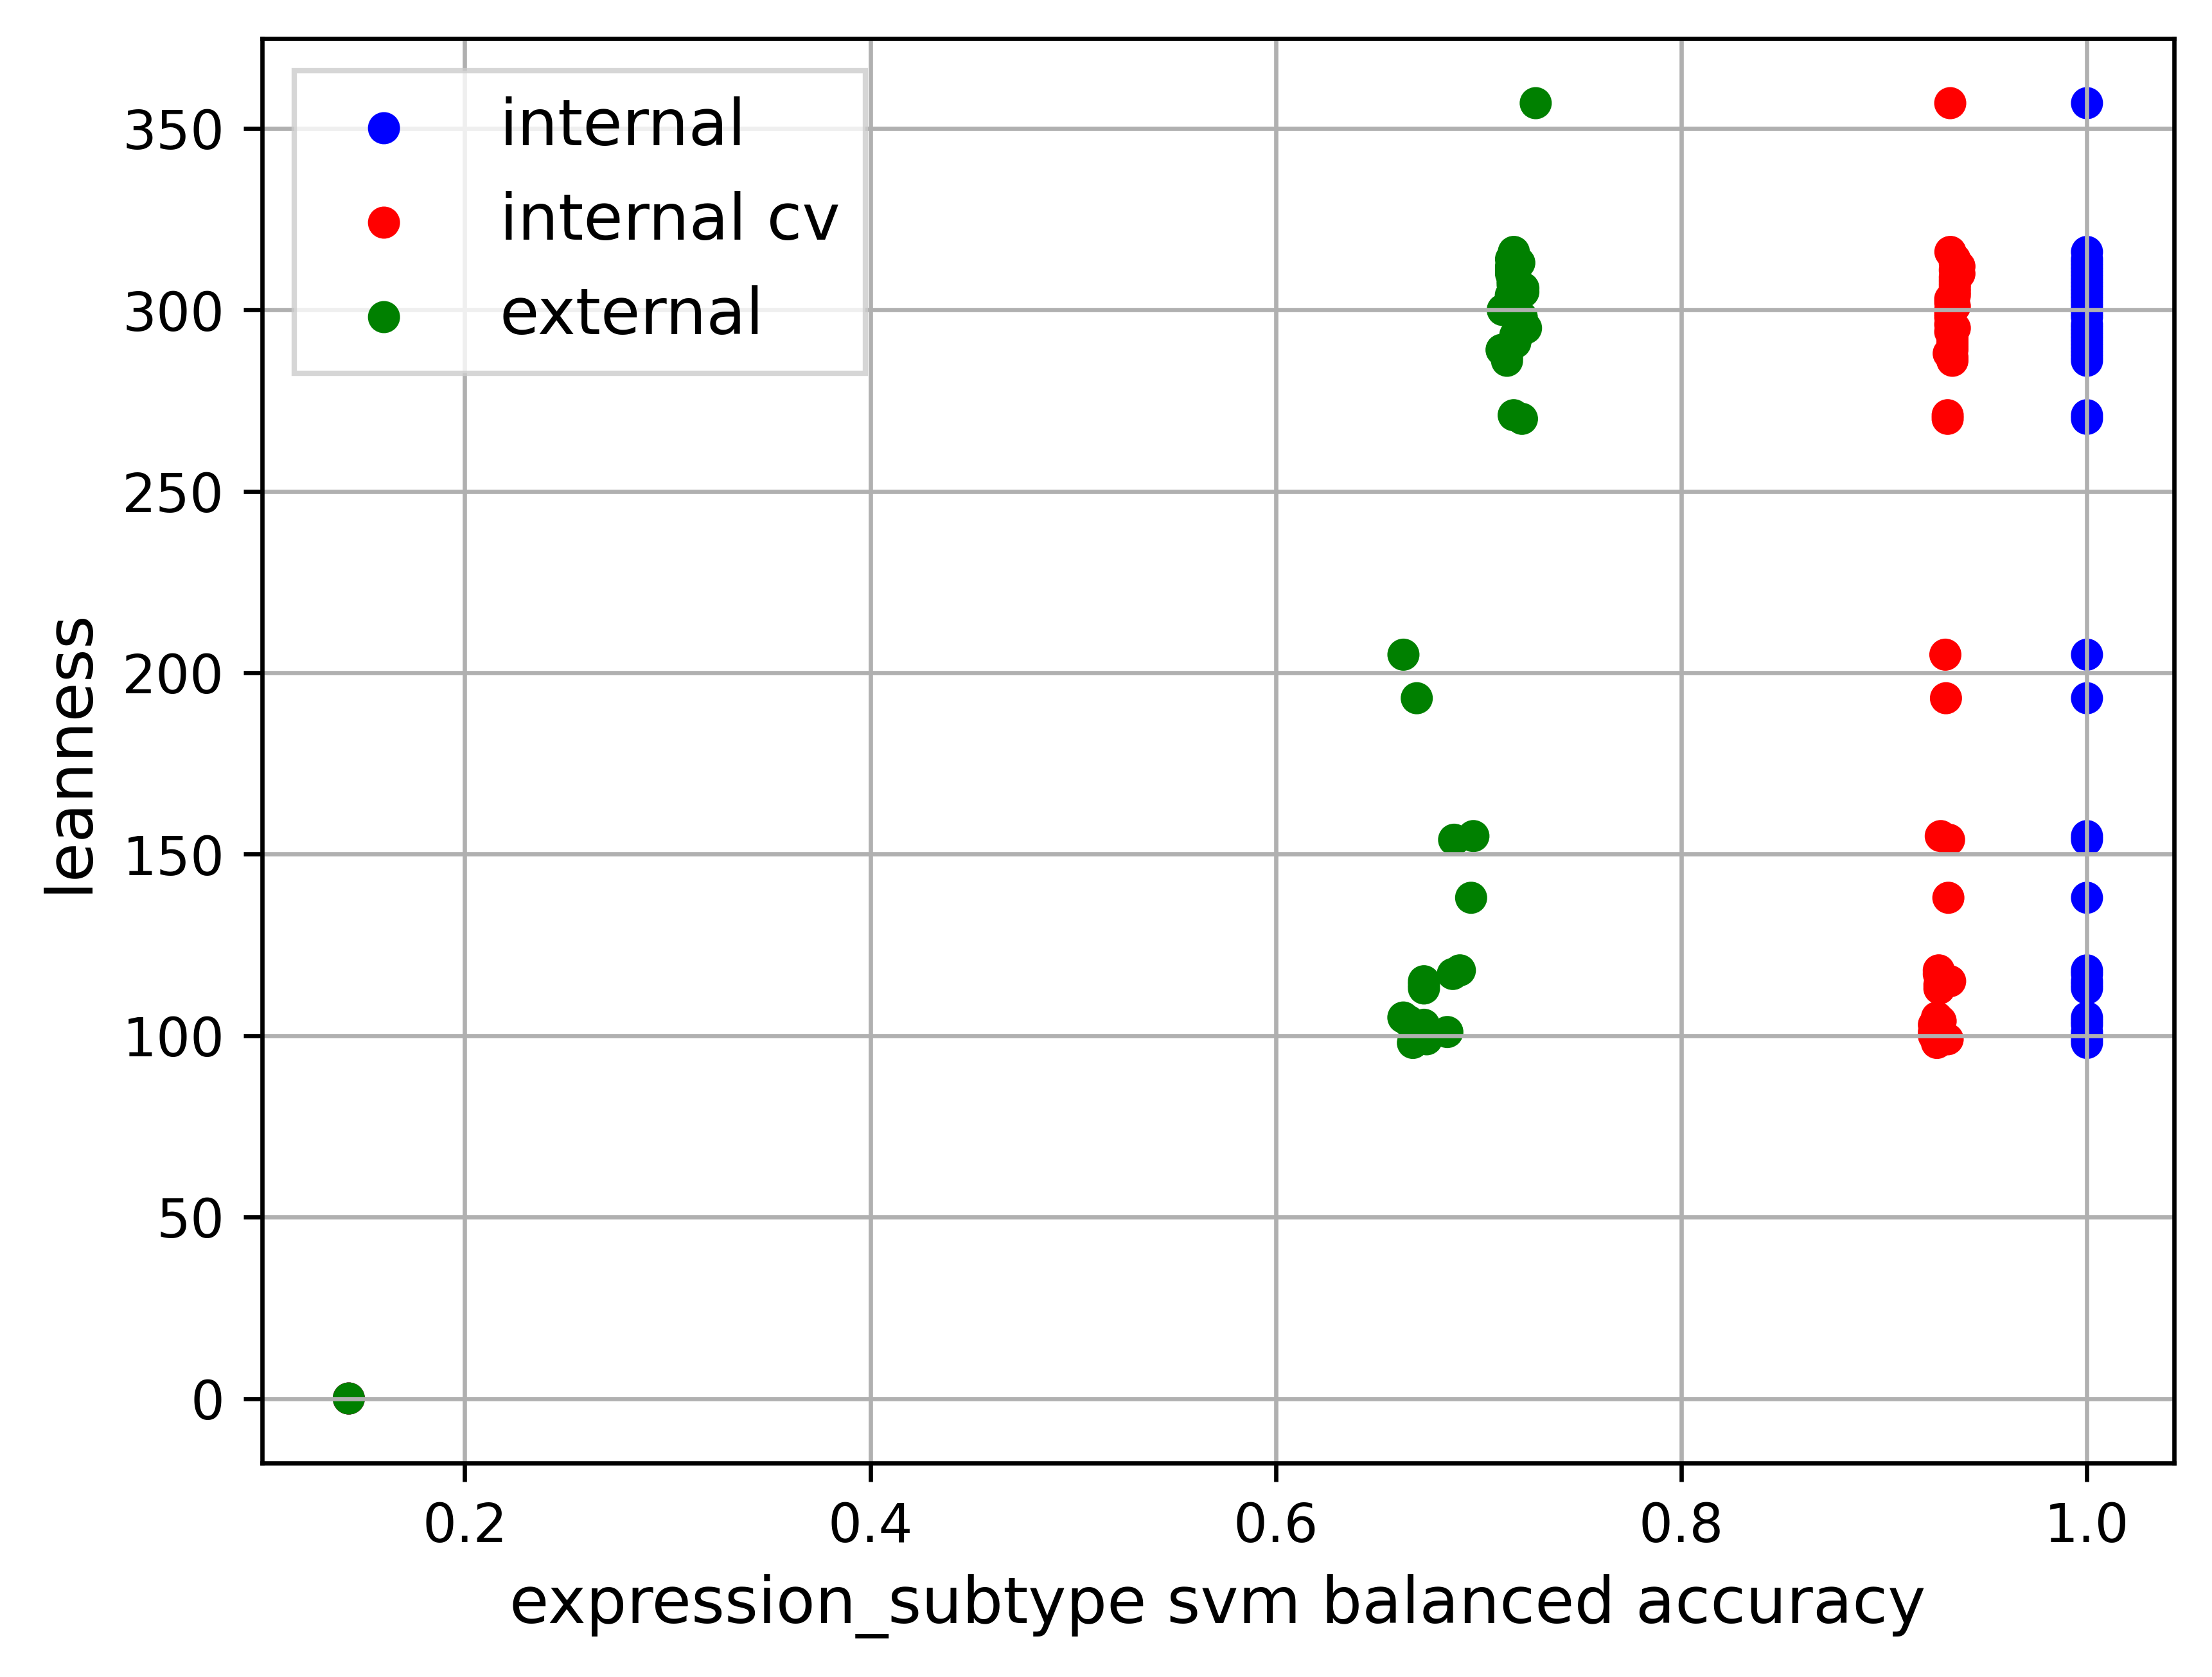 internal
internal cv
external
350
300
250
200
150
100
50
0
leanness
0.2 0.4 0.6 0.8 1.0
expression_subtype svm balanced accuracy